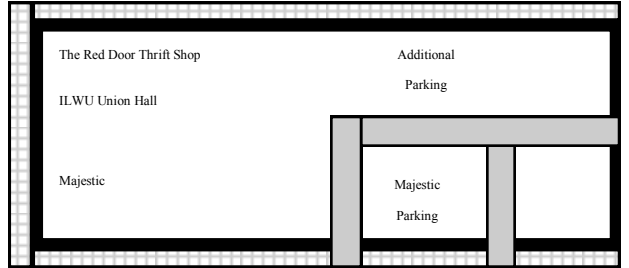 The Red Door Thrift Shop
ILWU Union Hall
Majestic
Additional
Parking
Majestic
Parking